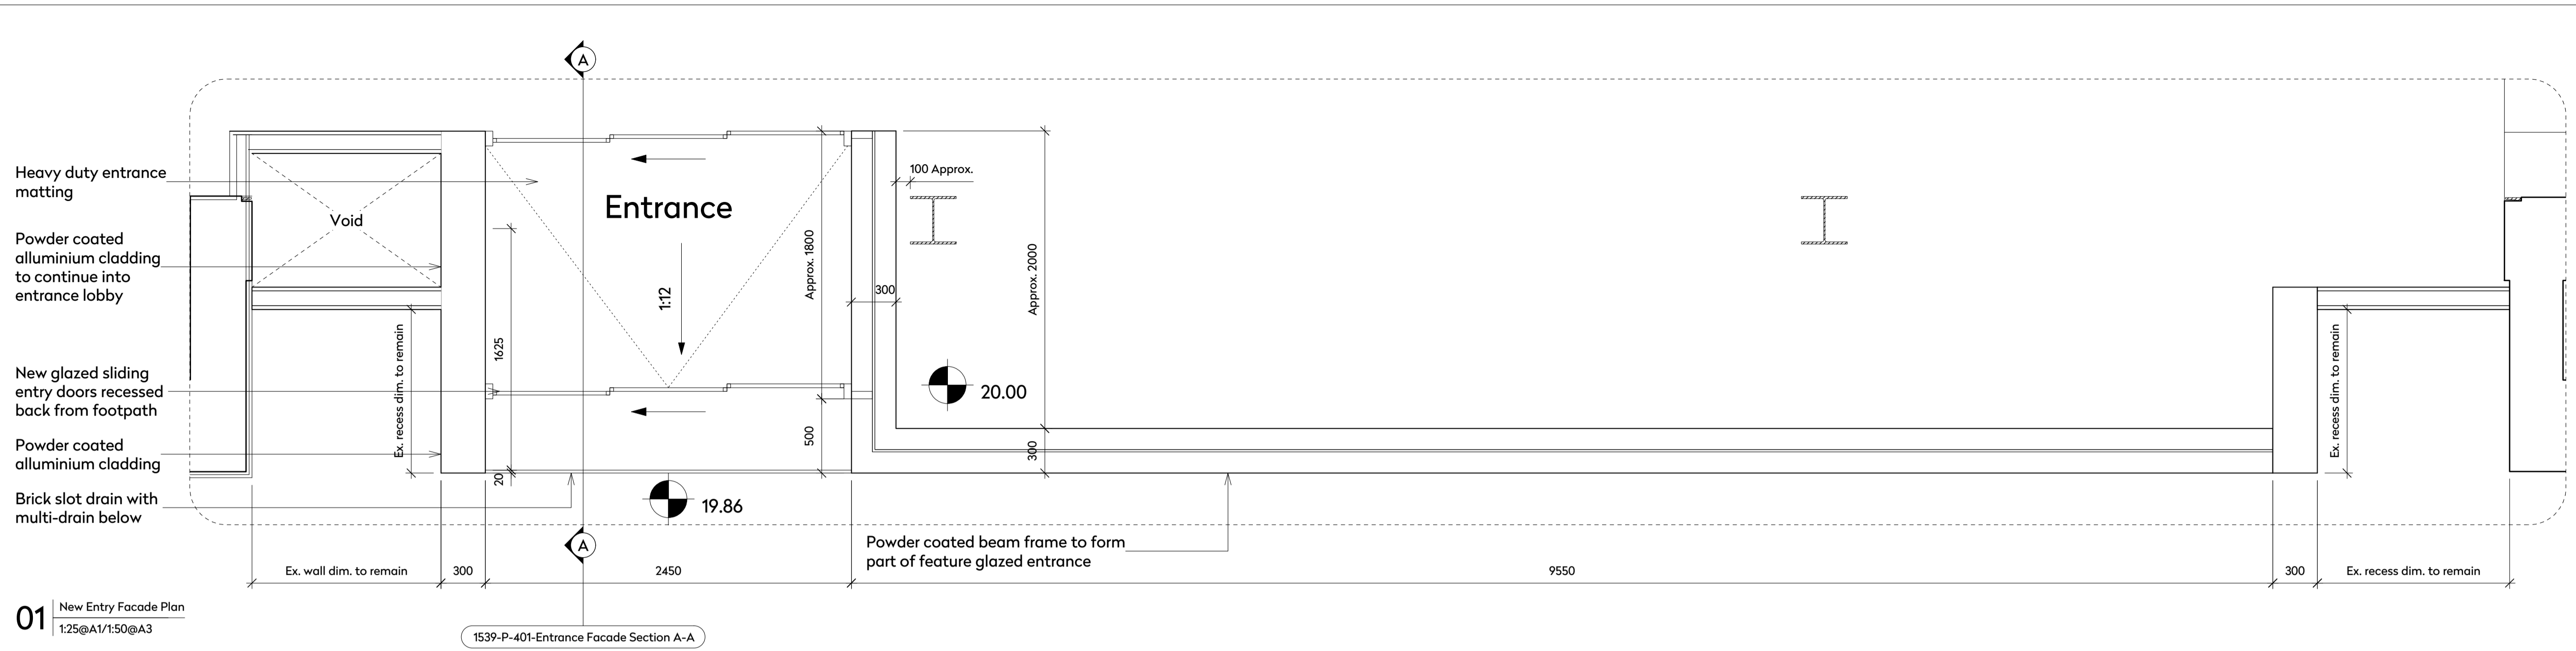 A
Heavy duty entrance
matting
Powder coated
alluminium cladding
to continue into
entrance lobby
New glazed sliding
entry doors recessed
back from footpath
Powder coated
alluminium cladding
Brick slot drain with
multi-drain below
Void
Ex. recess dim. to remain
1625
20
Entrance
1:12
Approx. 1800
500
300
100 Approx.
Approx. 2000
300
20.00
19.86
Ex. recess dim. to remain
A
Powder coated beam frame to form
part of feature glazed entrance
Ex. wall dim. to remain
300
2450
9550
300
Ex. recess dim. to remain
01
New Entry Facade Plan
1:25@A1/1:50@A3
1539-P-401-Entrance Facade Section A-A